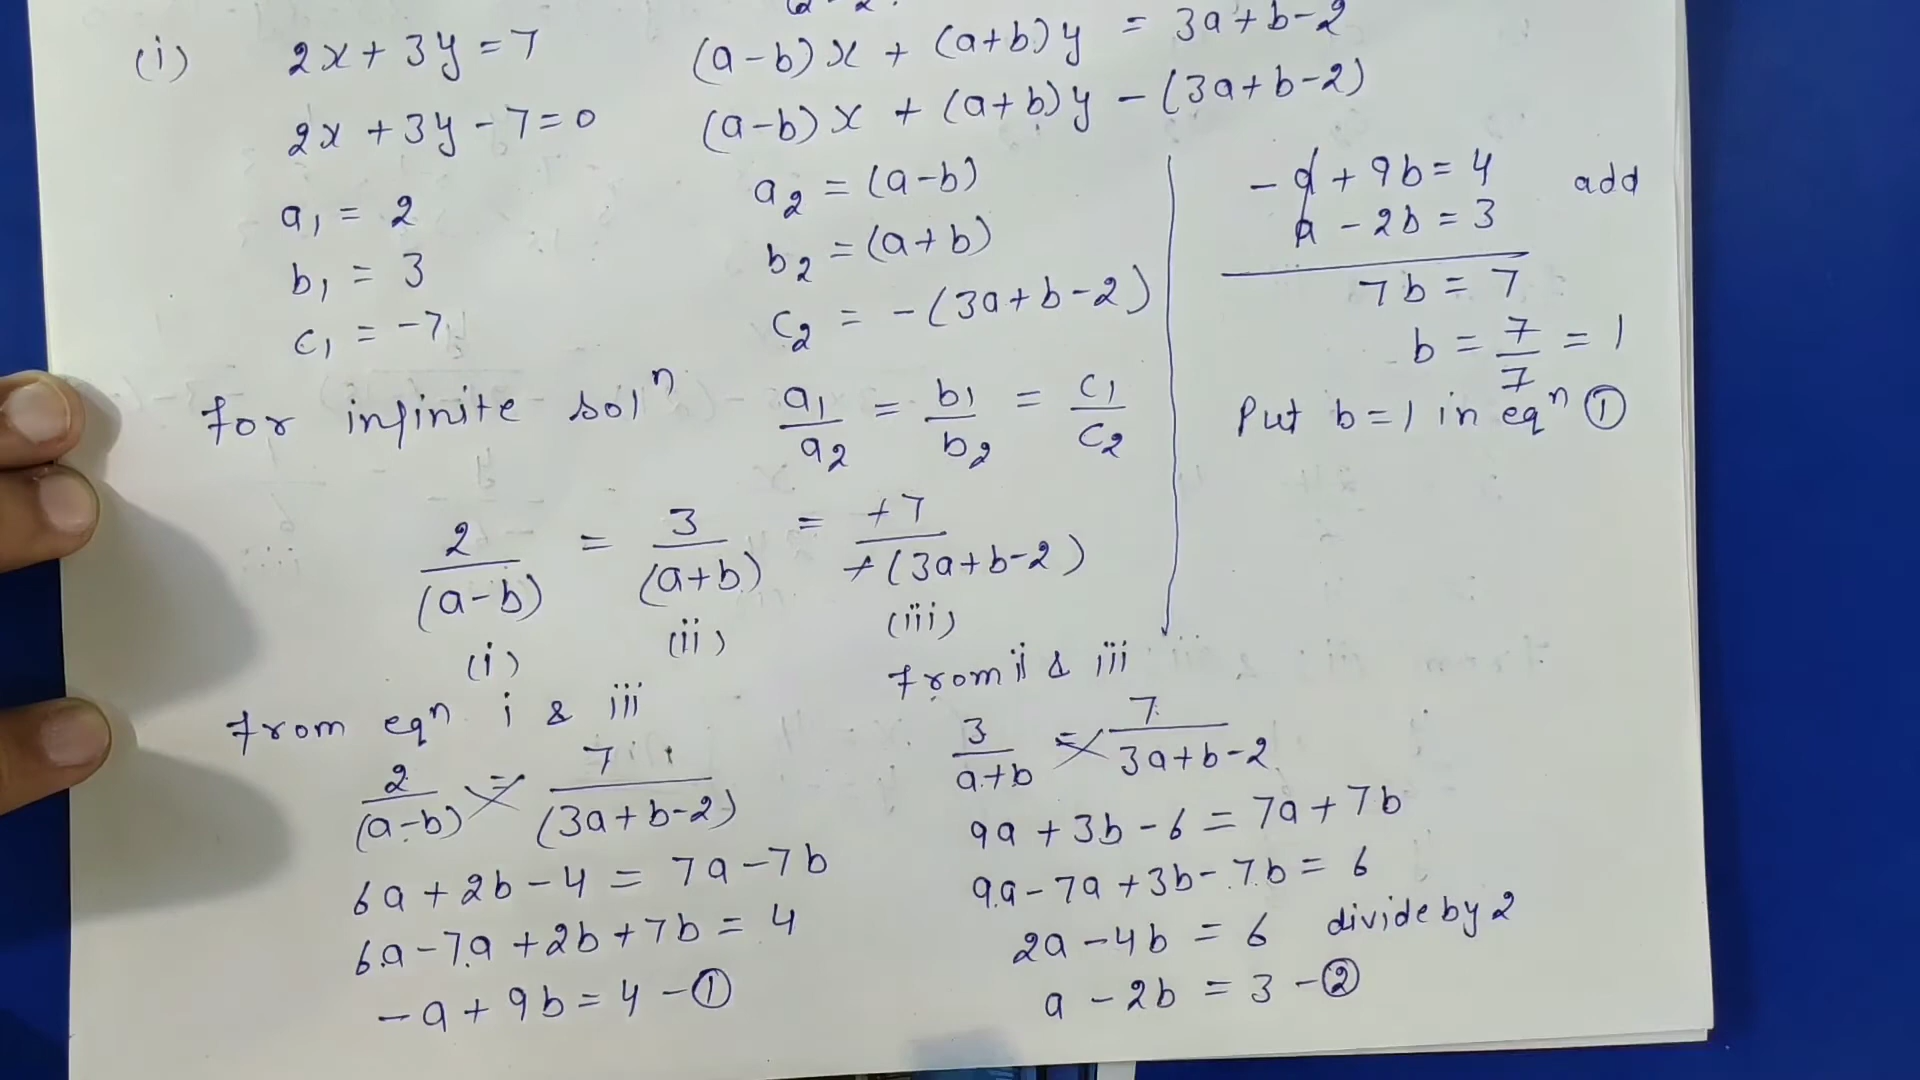 (i) 2x + 3y = 7
2x + 3y - 7 = 0
a₁ = 2
b₁ = 3
c₁ = -7
(a-b)x + (a+b)y = 3a+b-2
(a-b)x + (a+b)y - (3a+b-2)
a₂ = (a-b)
b₂ = (a+b)
c₂ = -(3a+b-2)
for infinite solⁿ a₁/a₂ = b₁/b₂ = c₁/c₂
2/(a-b) = 3/(a+b) = +7/+(3a+b-2)
(i) (ii) (iii)
from eqⁿ i & iii
2/(a-b) = 7/(3a+b-2)
6a + 2b - 4 = 7a - 7b
6a - 7a + 2b + 7b = 4
-a + 9b = 4 - ①
from ii & iii
3/a+b = 7/3a+b-2
9a + 3b - 6 = 7a + 7b
9a - 7a + 3b - 7b = 6
2a - 4b = 6 divide by 2
a - 2b = 3 - ②
-a + 9b = 4 add
a - 2b = 3
7b = 7
b = 7/7 = 1
Put b = 1 in eqⁿ ①